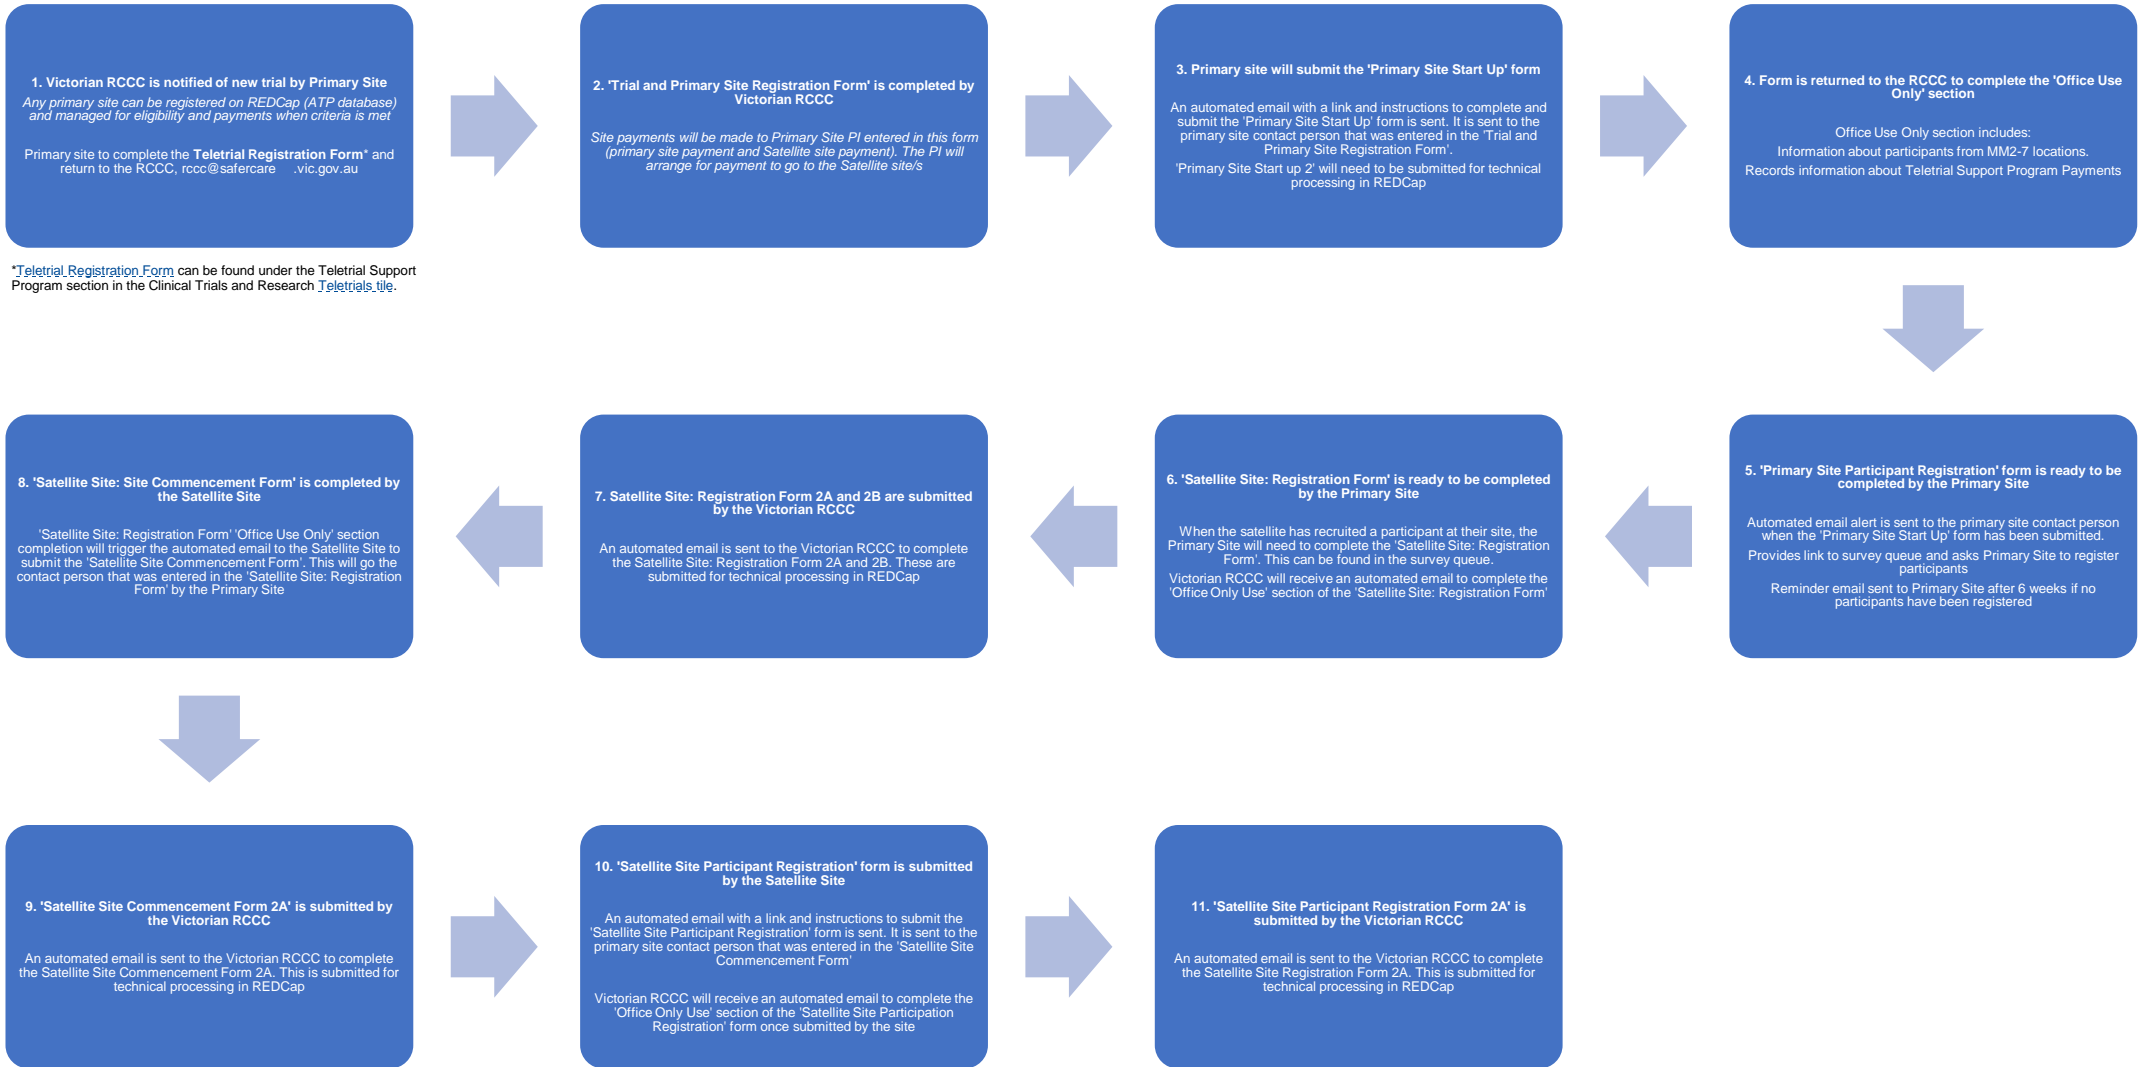 1. Victorian RCCC is notified of new trial by Primary Site
Any primary site can be registered on REDCap (ATP database)
and managed for eligibility and payments when criteria is met
Primary site to complete the Teletrial Registration Form* and
return to the RCCC, rccc@safercare .vic.gov.au
*Teletrial Registration Form can be found under the Teletrial Support
Program section in the Clinical Trials and Research Teletrials tile.
2. 'Trial and Primary Site Registration Form' is completed by
Victorian RCCC
Site payments will be made to Primary Site PI entered in this form
(primary site payment and Satellite site payment). The PI will
arrange for payment to go to the Satellite site/s
3. Primary site will submit the 'Primary Site Start Up' form
An automated email with a link and instructions to complete and
submit the 'Primary Site Start Up' form is sent. It is sent to the
primary site contact person that was entered in the 'Trial and
Primary Site Registration Form'.
'Primary Site Start up 2' will need to be submitted for technical
processing in REDCap
4. Form is returned to the RCCC to complete the 'Office Use
Only' section
Office Use Only section includes:
Information about participants from MM2-7 locations.
Records information about Teletrial Support Program Payments
5. 'Primary Site Participant Registration' form is ready to be
completed by the Primary Site
Automated email alert is sent to the primary site contact person
when the 'Primary Site Start Up' form has been submitted.
Provides link to survey queue and asks Primary Site to register
participants
Reminder email sent to Primary Site after 6 weeks if no
participants have been registered
6. 'Satellite Site: Registration Form' is ready to be completed
by the Primary Site
When the satellite has recruited a participant at their site, the
Primary Site will need to complete the 'Satellite Site: Registration
Form'. This can be found in the survey queue.
Victorian RCCC will receive an automated email to complete the
'Office Only Use' section of the 'Satellite Site: Registration Form'
7. Satellite Site: Registration Form 2A and 2B are submitted
by the Victorian RCCC
An automated email is sent to the Victorian RCCC to complete
the Satellite Site: Registration Form 2A and 2B. These are
submitted for technical processing in REDCap
8. 'Satellite Site: Site Commencement Form' is completed by
the Satellite Site
'Satellite Site: Registration Form' 'Office Use Only' section
completion will trigger the automated email to the Satellite Site to
submit the 'Satellite Site Commencement Form'. This will go the
contact person that was entered in the 'Satellite Site: Registration
Form' by the Primary Site
9. 'Satellite Site Commencement Form 2A' is submitted by
the Victorian RCCC
An automated email is sent to the Victorian RCCC to complete
the Satellite Site Commencement Form 2A. This is submitted for
technical processing in REDCap
10. 'Satellite Site Participant Registration' form is submitted
by the Satellite Site
An automated email with a link and instructions to submit the
'Satellite Site Participant Registration' form is sent. It is sent to the
primary site contact person that was entered in the 'Satellite Site
Commencement Form'
Victorian RCCC will receive an automated email to complete the
'Office Only Use' section of the 'Satellite Site Participation
Registration' form once submitted by the site
11. 'Satellite Site Participant Registration Form 2A' is
submitted by the Victorian RCCC
An automated email is sent to the Victorian RCCC to complete
the Satellite Site Registration Form 2A. This is submitted for
technical processing in REDCap